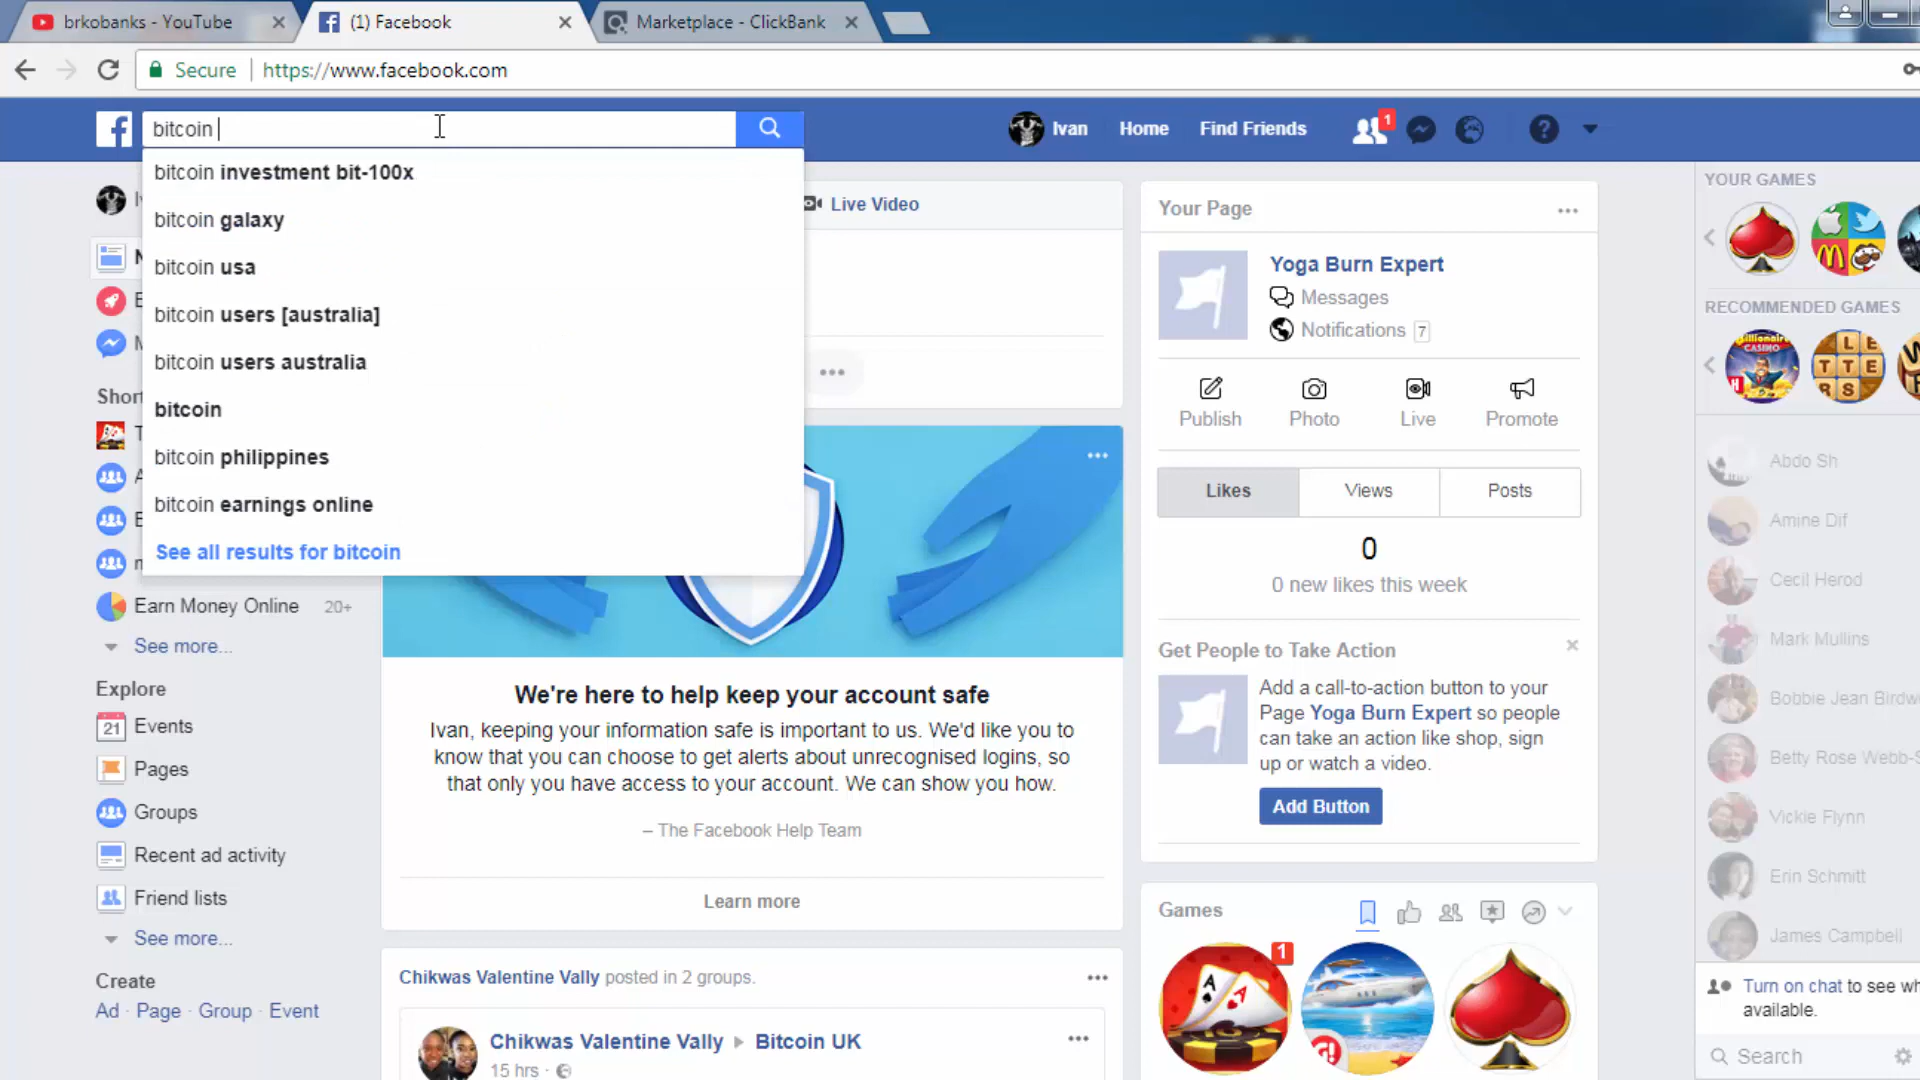 brkobanks - YouTube
(1) Facebook
Marketplace - ClickBank
Secure
https://www.facebook.com
bitcoin
Ivan
Home
Find Friends
1
bitcoin investment bit-100x
bitcoin galaxy
bitcoin usa
bitcoin users [australia]
bitcoin users australia
bitcoin
bitcoin philippines
bitcoin earnings online
See all results for bitcoin
Earn Money Online 20+
See more...
Explore
21 Events
Pages
Groups
Recent ad activity
Friend lists
See more...
Create
Ad · Page · Group · Event
Live Video
We're here to help keep your account safe
Ivan, keeping your information safe is important to us. We'd like you to
know that you can choose to get alerts about unrecognised logins, so
that only you have access to your account. We can show you how.
– The Facebook Help Team
Learn more
Chikwas Valentine Vally posted in 2 groups.
Chikwas Valentine Vally ▸ Bitcoin UK
15 hrs ·
Your Page
Yoga Burn Expert
Messages
Notifications 7
Publish
Photo
Live
Promote
Likes
Views
Posts
0
0 new likes this week
Get People to Take Action
Add a call-to-action button to your
Page Yoga Burn Expert so people
can take an action like shop, sign
up or watch a video.
Add Button
Games
1
YOUR GAMES
RECOMMENDED GAMES
Abdo Sh
Amine Dif
Cecil Herod
Mark Mullins
Bobbie Jean Birdw
Betty Rose Webb-S
Vickie Flynn
Erin Schmitt
James Campbell
Turn on chat to see wh
available.
Search